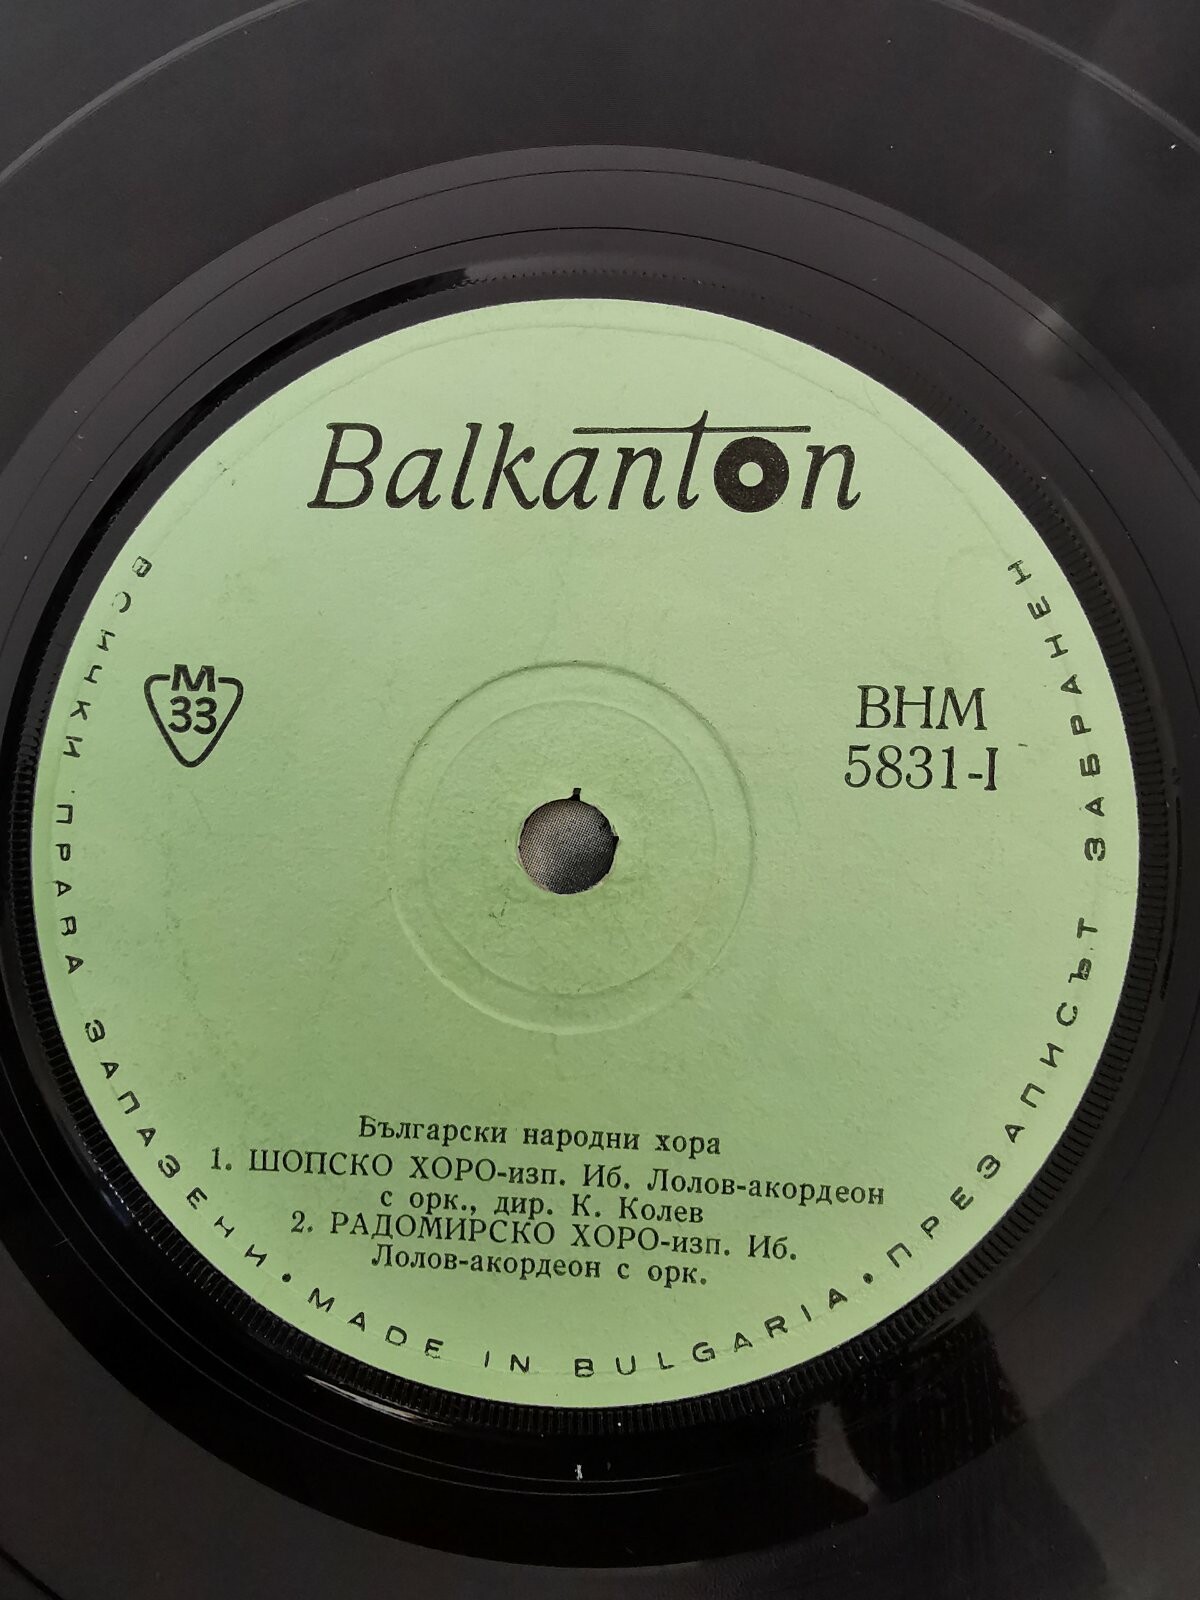 Balkanton
М
33
ВНМ
5831-I
Български народни хора
1. ШОПСКО ХОРО-изп. Иб. Лолов-акордеон
с орк., дир. К. Колев
2. РАДОМИРСКО ХОРО-изп. Иб.
Лолов-акордеон с орк.
ВСИЧКИ ПРАВА ЗАПАЗЕНИ • MADE IN BULGARIA • ПРЕЗАПИСЪТ ЗАБРАНЕН